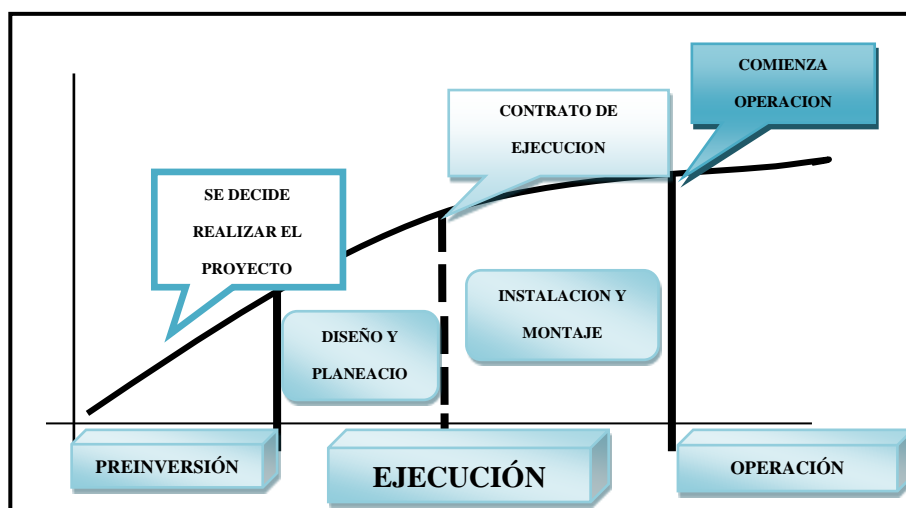 COMIENZA
OPERACION
CONTRATO DE
EJECUCION
SE DECIDE
REALIZAR EL
PROYECTO
INSTALACION Y
MONTAJE
DISEÑO Y
PLANEACIO
PREINVERSIÓN
EJECUCIÓN
OPERACIÓN